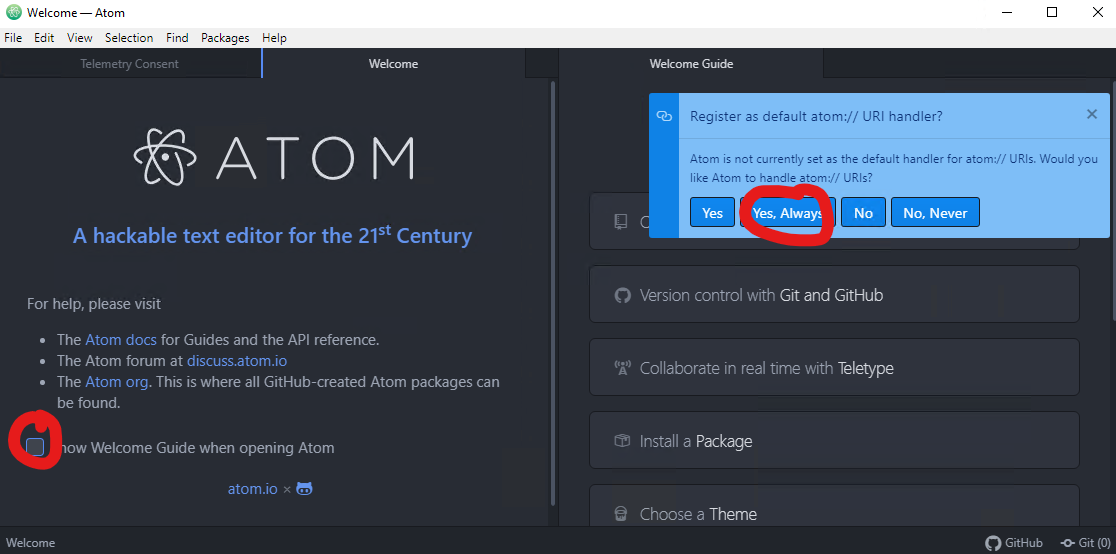 Welcome — Atom
File Edit View Selection Find Packages Help
Telemetry Consent
Welcome
Welcome Guide
ATOM
A hackable text editor for the 21st Century
For help, please visit
• The Atom docs for Guides and the API reference.
• The Atom forum at discuss.atom.io
• The Atom org. This is where all GitHub-created Atom packages can
be found.
Welcome Guide when opening Atom
atom.io ×
Register as default atom:// URI handler?
Atom is not currently set as the default handler for atom:// URIs. Would you
like Atom to handle atom:// URIs?
Yes
Yes, Always
No
No, Never
Version control with Git and GitHub
Collaborate in real time with Teletype
Install a Package
Choose a Theme
Welcome
GitHub
Git (0)